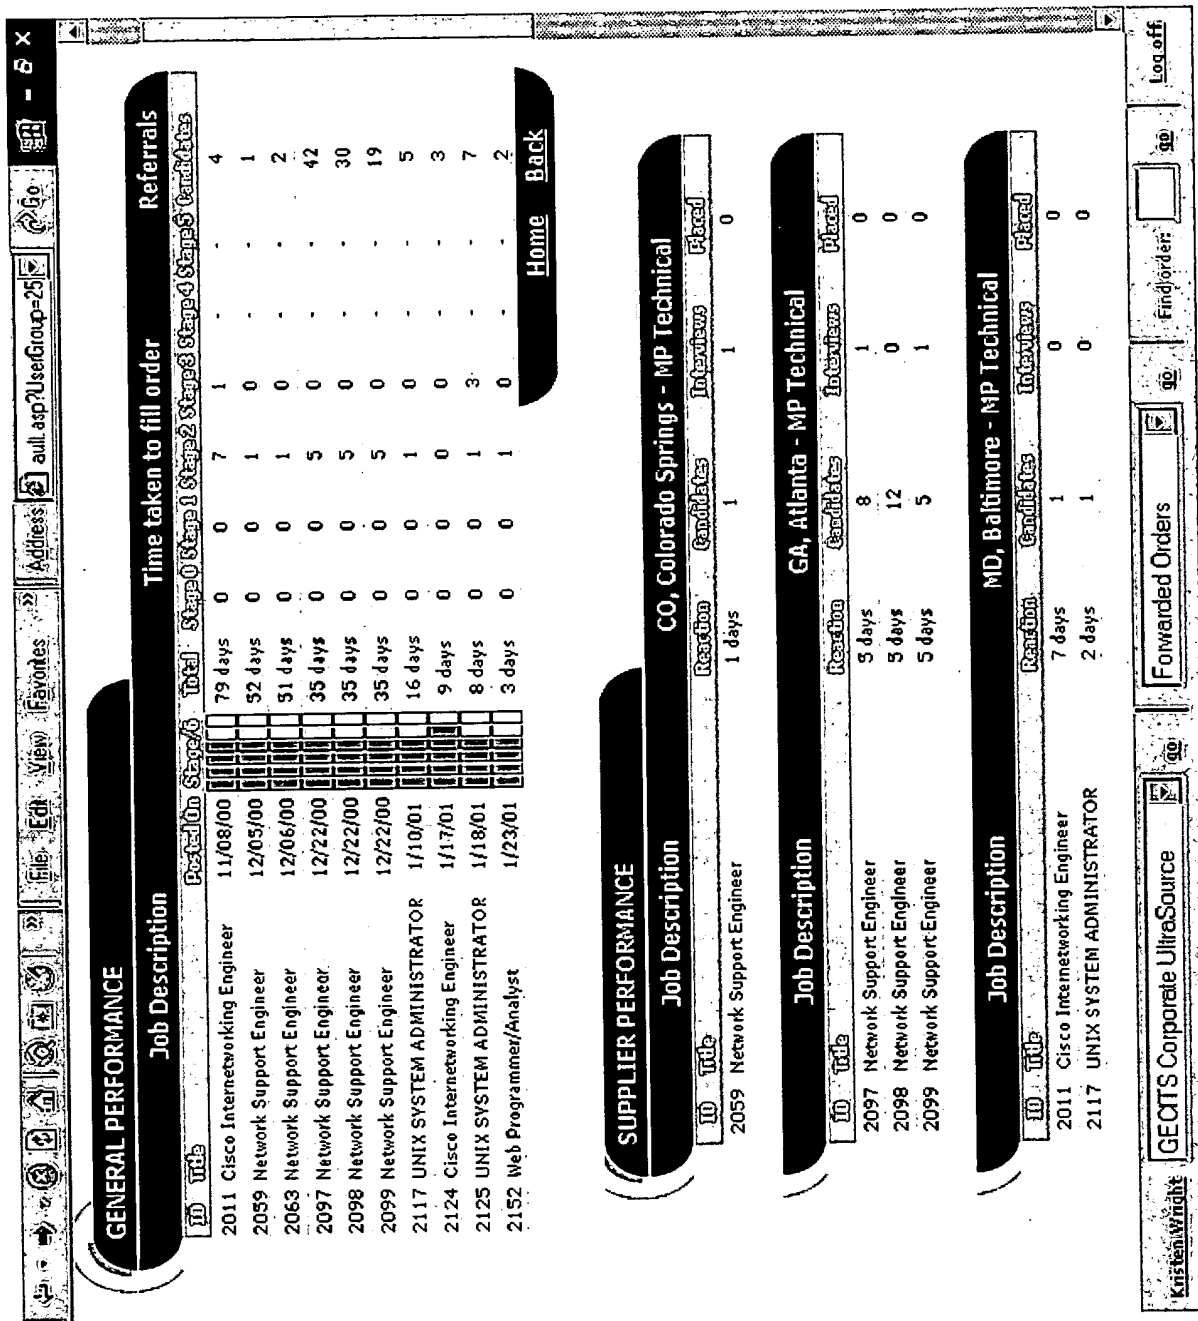 File Edit View Favorites » Address aull.asp?UserGroup=25 Go
GENERAL PERFORMANCE
Job Description Time taken to fill order Referrals
ID Title Posted On Stage/6 Total Stage 0 Stage 1 Stage 2 Stage 3 Stage 4 Stage 5 Candidates
2011 Cisco Internetworking Engineer 11/08/00 79 days 0 0 7 1 - - 4
2059 Network Support Engineer 12/05/00 52 days 0 0 1 0 - - 1
2063 Network Support Engineer 12/06/00 51 days 0 0 1 0 - - 2
2097 Network Support Engineer 12/22/00 35 days 0 0 5 0 - - 42
2098 Network Support Engineer 12/22/00 35 days 0 0 5 0 - - 30
2099 Network Support Engineer 12/22/00 35 days 0 0 5 0 - - 19
2117 UNIX SYSTEM ADMINISTRATOR 1/10/01 16 days 0 0 1 0 - - 5
2124 Cisco Internetworking Engineer 1/17/01 9 days 0 0 0 0 - - 3
2125 UNIX SYSTEM ADMINISTRATOR 1/18/01 8 days 0 0 1 3 - - 7
2152 Web Programmer/Analyst 1/23/01 3 days 0 0 1 0 - - 2
Home Back
SUPPLIER PERFORMANCE
Job Description CO, Colorado Springs - MP Technical
ID Title Reaction Candidates Interviews Placed
2059 Network Support Engineer 1 days 1 1 0
Job Description GA, Atlanta - MP Technical
ID Title Reaction Candidates Interviews Placed
2097 Network Support Engineer 5 days 8 1 0
2098 Network Support Engineer 5 days 12 0 0
2099 Network Support Engineer 5 days 5 1 0
Job Description MD, Baltimore - MP Technical
ID Title Reaction Candidates Interviews Placed
2011 Cisco Internetworking Engineer 7 days 1 0 0
2117 UNIX SYSTEM ADMINISTRATOR 2 days 1 0 0
Kristen Wright GECITS Corporate UltraSource go Forwarded Orders go Find order: go Log off